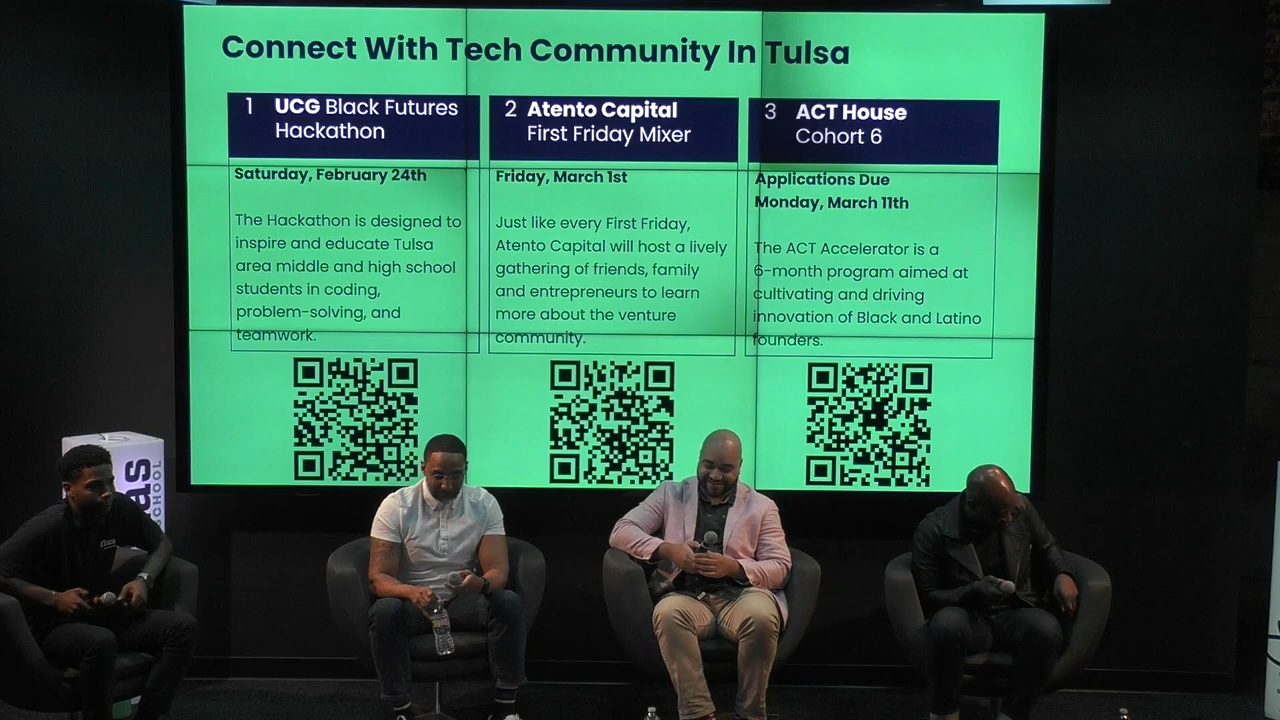 Connect With Tech Community In Tulsa
1 UCG Black Futures
Hackathon
Saturday, February 24th
The Hackathon is designed to
inspire and educate Tulsa
area middle and high school
students in coding,
problem-solving, and
teamwork.
2 Atento Capital
First Friday Mixer
Friday, March 1st
Just like every First Friday,
Atento Capital will host a lively
gathering of friends, family
and entrepreneurs to learn
more about the venture
community.
3 ACT House
Cohort 6
Applications Due
Monday, March 11th
The ACT Accelerator is a
6-month program aimed at
cultivating and driving
innovation of Black and Latino
founders.
SCHOOL